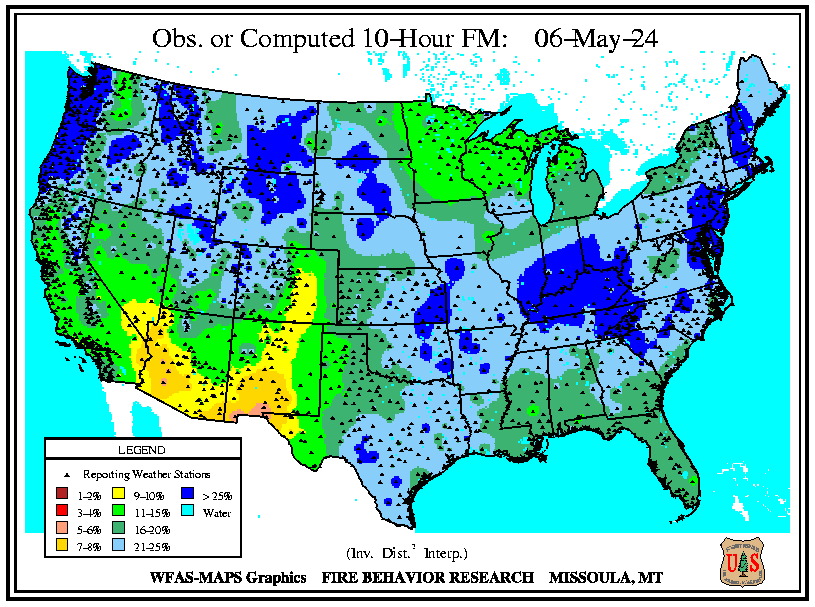 Obs. or Computed 10-Hour FM: 06-May-24
LEGEND
Reporting Weather Stations
1-2% 9-10% > 25%
3-4% 11-15% Water
5-6% 16-20%
7-8% 21-25%
(Inv. Dist.² Interp.)
WFAS-MAPS Graphics FIRE BEHAVIOR RESEARCH MISSOULA, MT
U S